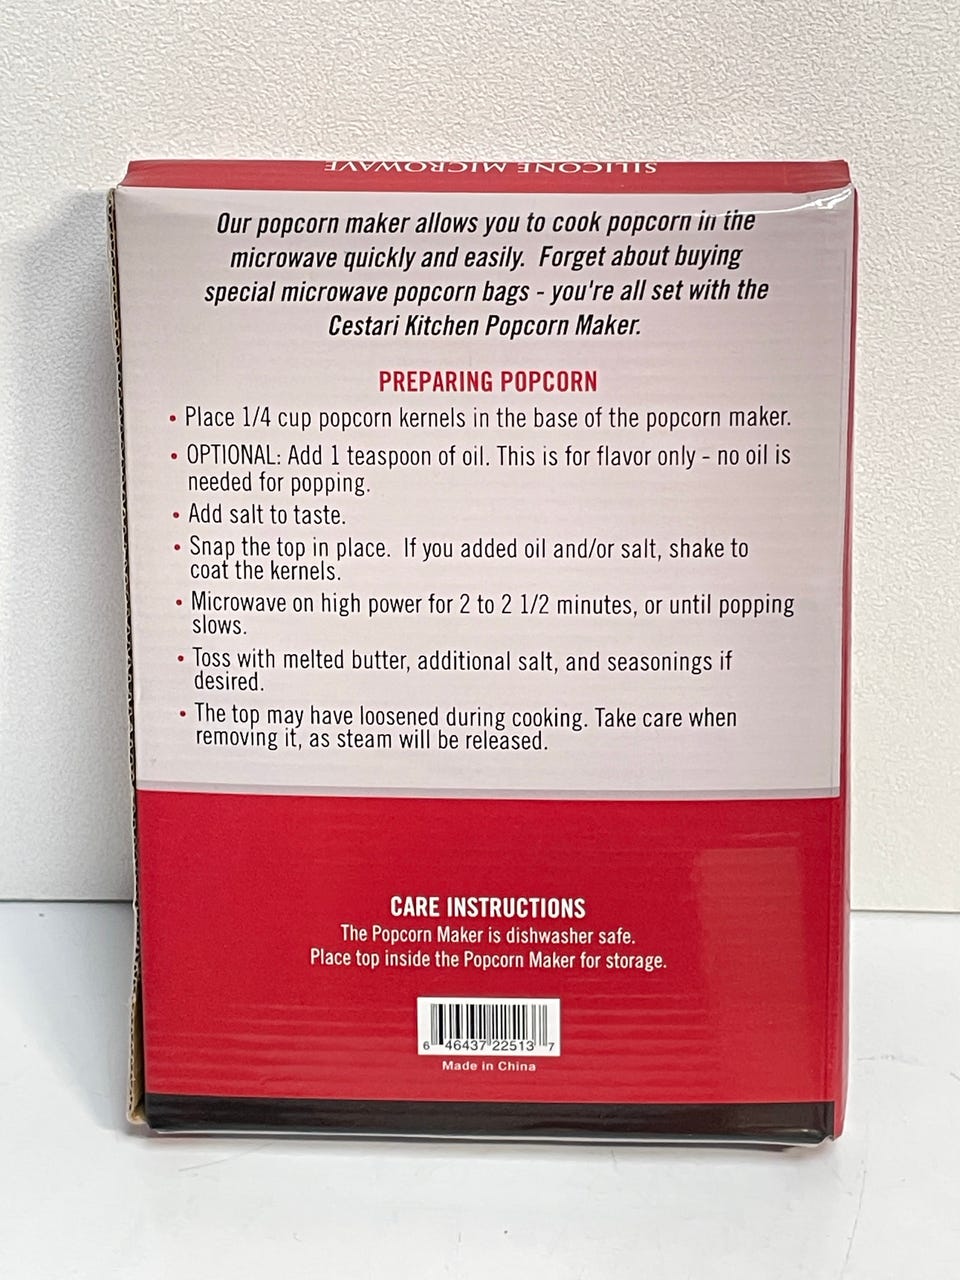 SILICONE MICROWAVE
Our popcorn maker allows you to cook popcorn in the
microwave quickly and easily. Forget about buying
special microwave popcorn bags - you're all set with the
Cestari Kitchen Popcorn Maker.
PREPARING POPCORN
• Place 1/4 cup popcorn kernels in the base of the popcorn maker.
• OPTIONAL: Add 1 teaspoon of oil. This is for flavor only - no oil is
needed for popping.
• Add salt to taste.
• Snap the top in place. If you added oil and/or salt, shake to
coat the kernels.
• Microwave on high power for 2 to 2 1/2 minutes, or until popping
slows.
• Toss with melted butter, additional salt, and seasonings if
desired.
• The top may have loosened during cooking. Take care when
removing it, as steam will be released.
CARE INSTRUCTIONS
The Popcorn Maker is dishwasher safe.
Place top inside the Popcorn Maker for storage.
6 46437 22513 7
Made in China